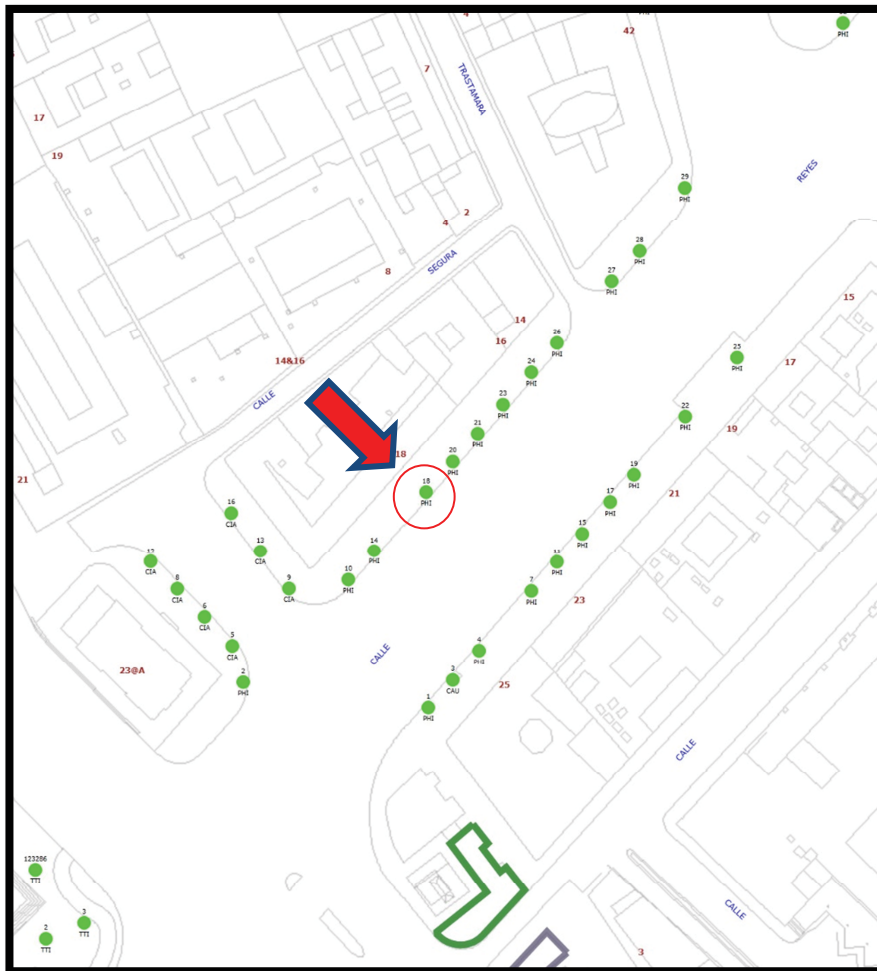 42
PHI
17
7
TRASTAMARA
19
REYES
29
PHI
4
2
28
PHI
SEGURA
8
27
PHI
15
14
26
PHI
16
25
PHI
17
14&16
24
PHI
CALLE
23
PHI
22
PHI
19
21
PHI
18
20
PHI
19
PHI
21
18
PHI
21
17
PHI
16
CIA
15
PHI
13
CIA
14
PHI
PHI
12
CIA
10
PHI
9
CIA
8
CIA
7
PHI
23
6
CIA
5
CIA
4
PHI
CALLE
23@A
2
PHI
3
CAU
25
1
PHI
CALLE
123286
TTI
3
TTI
2
TTI
CALLE
3